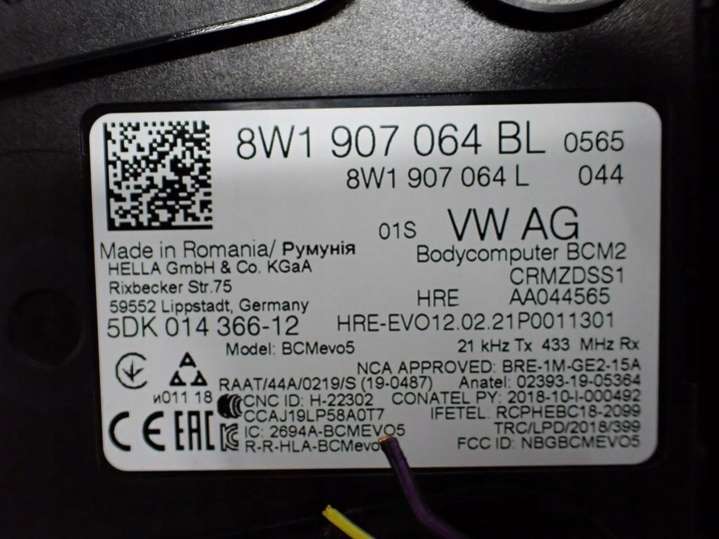 8W1 907 064 BL 0565
8W1 907 064 L 044
01S VW AG
Made in Romania/ Румунія
Bodycomputer BCM2
HELLA GmbH & Co. KGaA
CRMZDSS1
Rixbecker Str.75
HRE AA044565
59552 Lippstadt, Germany
5DK 014 366-12 HRE-EVO12.02.21P0011301
Model: BCMevo5 21 kHz Tx 433 MHz Rx
NCA APPROVED: BRE-1M-GE2-15A
RAAT/44A/0219/S (19-0487) Anatel: 02393-19-05364
и011 18
CNC ID: H-22302 CONATEL PY: 2018-10-I-000492
CCAJ19LP58A0T7 IFETEL: RCPHEBC18-2099
CE EAC IC: 2694A-BCMEVO5 TRC/LPD/2018/399
R-R-HLA-BCMevo FCC ID: NBGBCMEVO5